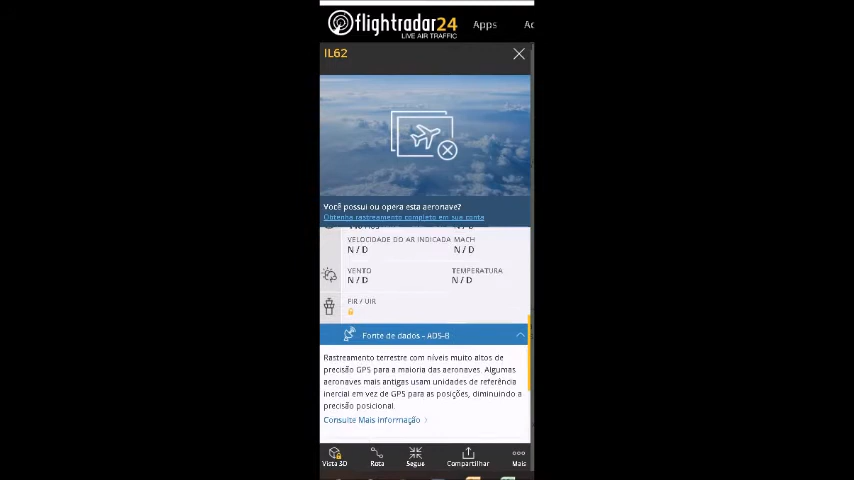 flightradar24
LIVE AIR TRAFFIC
Apps
IL62
Você possui ou opera esta aeronave?
Obtenha rastreamento completo em sua conta
VELOCIDADE DO AR INDICADA MACH
N / D N / D
VENTO TEMPERATURA
N / D N / D
FIR / UIR
Fonte de dados - ADS-B
Rastreamento terrestre com níveis muito altos de
precisão GPS para a maioria das aeronaves. Algumas
aeronaves mais antigas usam unidades de referência
inercial em vez de GPS para as posições, diminuindo a
precisão posicional.
Consulte Mais informação
Vista 3D Rota Segue Compartilhar Mais